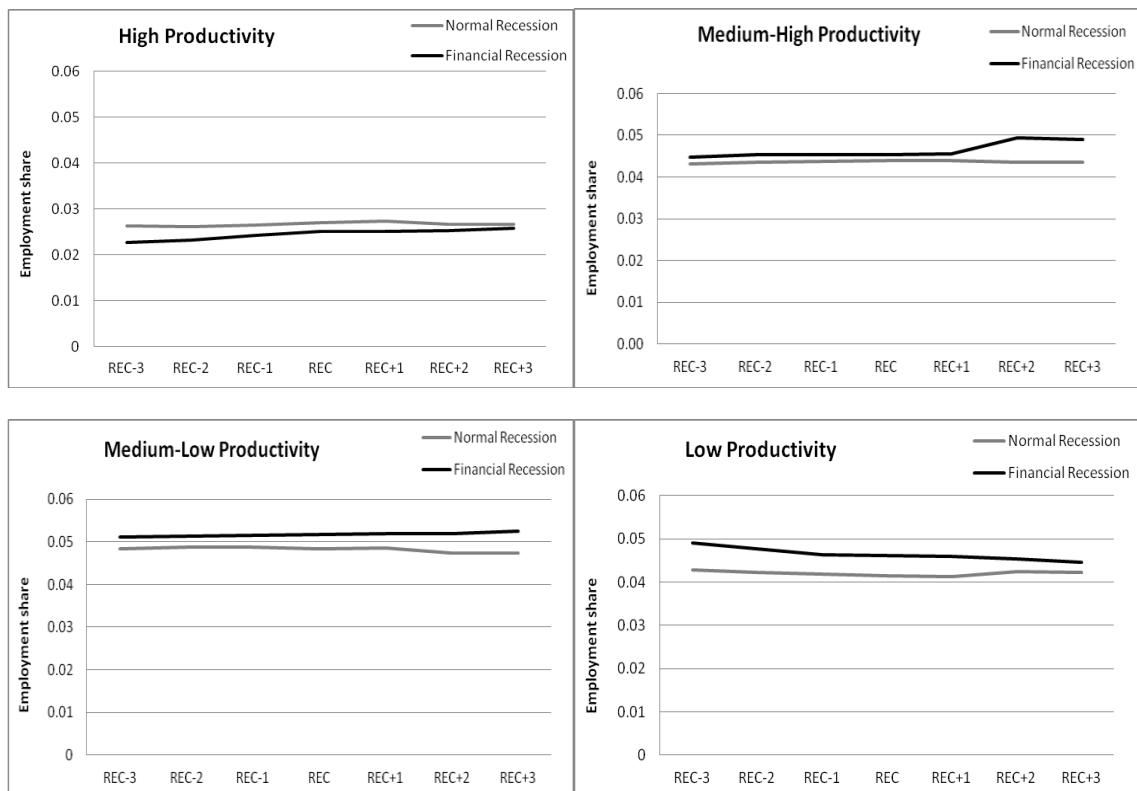 High Productivity
Normal Recession
Financial Recession
Employment share
0.06
0.05
0.04
0.03
0.02
0.01
0
REC-3 REC-2 REC-1 REC REC+1 REC+2 REC+3
Medium-High Productivity
Normal Recession
Financial Recession
Employment share
0.06
0.05
0.04
0.03
0.02
0.01
0.00
REC-3 REC-2 REC-1 REC REC+1 REC+2 REC+3
Medium-Low Productivity
Normal Recession
Financial Recession
Employment share
0.06
0.05
0.04
0.03
0.02
0.01
0
REC-3 REC-2 REC-1 REC REC+1 REC+2 REC+3
Low Productivity
Normal Recession
Financial Recession
Employment share
0.06
0.05
0.04
0.03
0.02
0.01
0
REC-3 REC-2 REC-1 REC REC+1 REC+2 REC+3